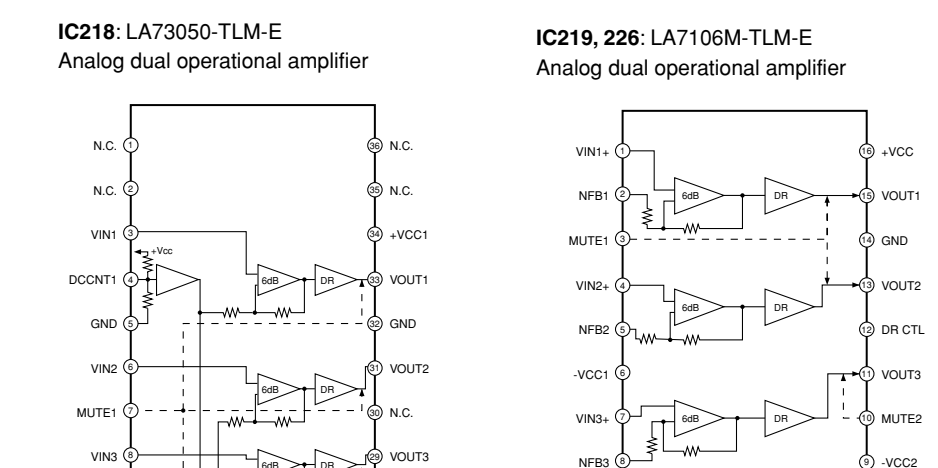 IC218: LA73050-TLM-E
Analog dual operational amplifier
N.C. 1
36 N.C.
N.C. 2
35 N.C.
VIN1 3
34 +VCC1
+Vcc
DCCNT1 4
6dB
DR
33 VOUT1
GND 5
32 GND
VIN2 6
31 VOUT2
6dB
DR
MUTE1 7
30 N.C.
VIN3 8
6dB
DR
29 VOUT3
IC219, 226: LA7106M-TLM-E
Analog dual operational amplifier
VIN1+ 1
16 +VCC
NFB1 2
6dB
DR
15 VOUT1
MUTE1 3
14 GND
VIN2+ 4
13 VOUT2
6dB
DR
NFB2 5
12 DR CTL
-VCC1 6
11 VOUT3
VIN3+ 7
6dB
DR
10 MUTE2
NFB3 8
9 -VCC2